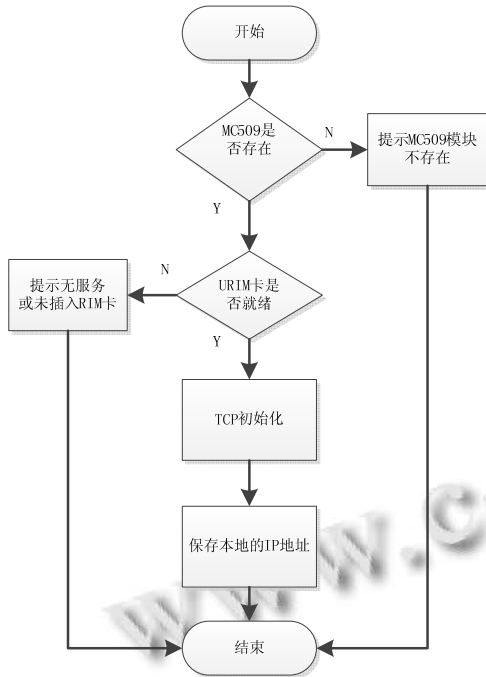 开始
MC509是
否存在
N
提示MC509模块
不存在
Y
N
URIM卡是
否就绪
提示无服务
或未插入RIM卡
Y
TCP初始化
保存本地的IP地址
www.c
结束